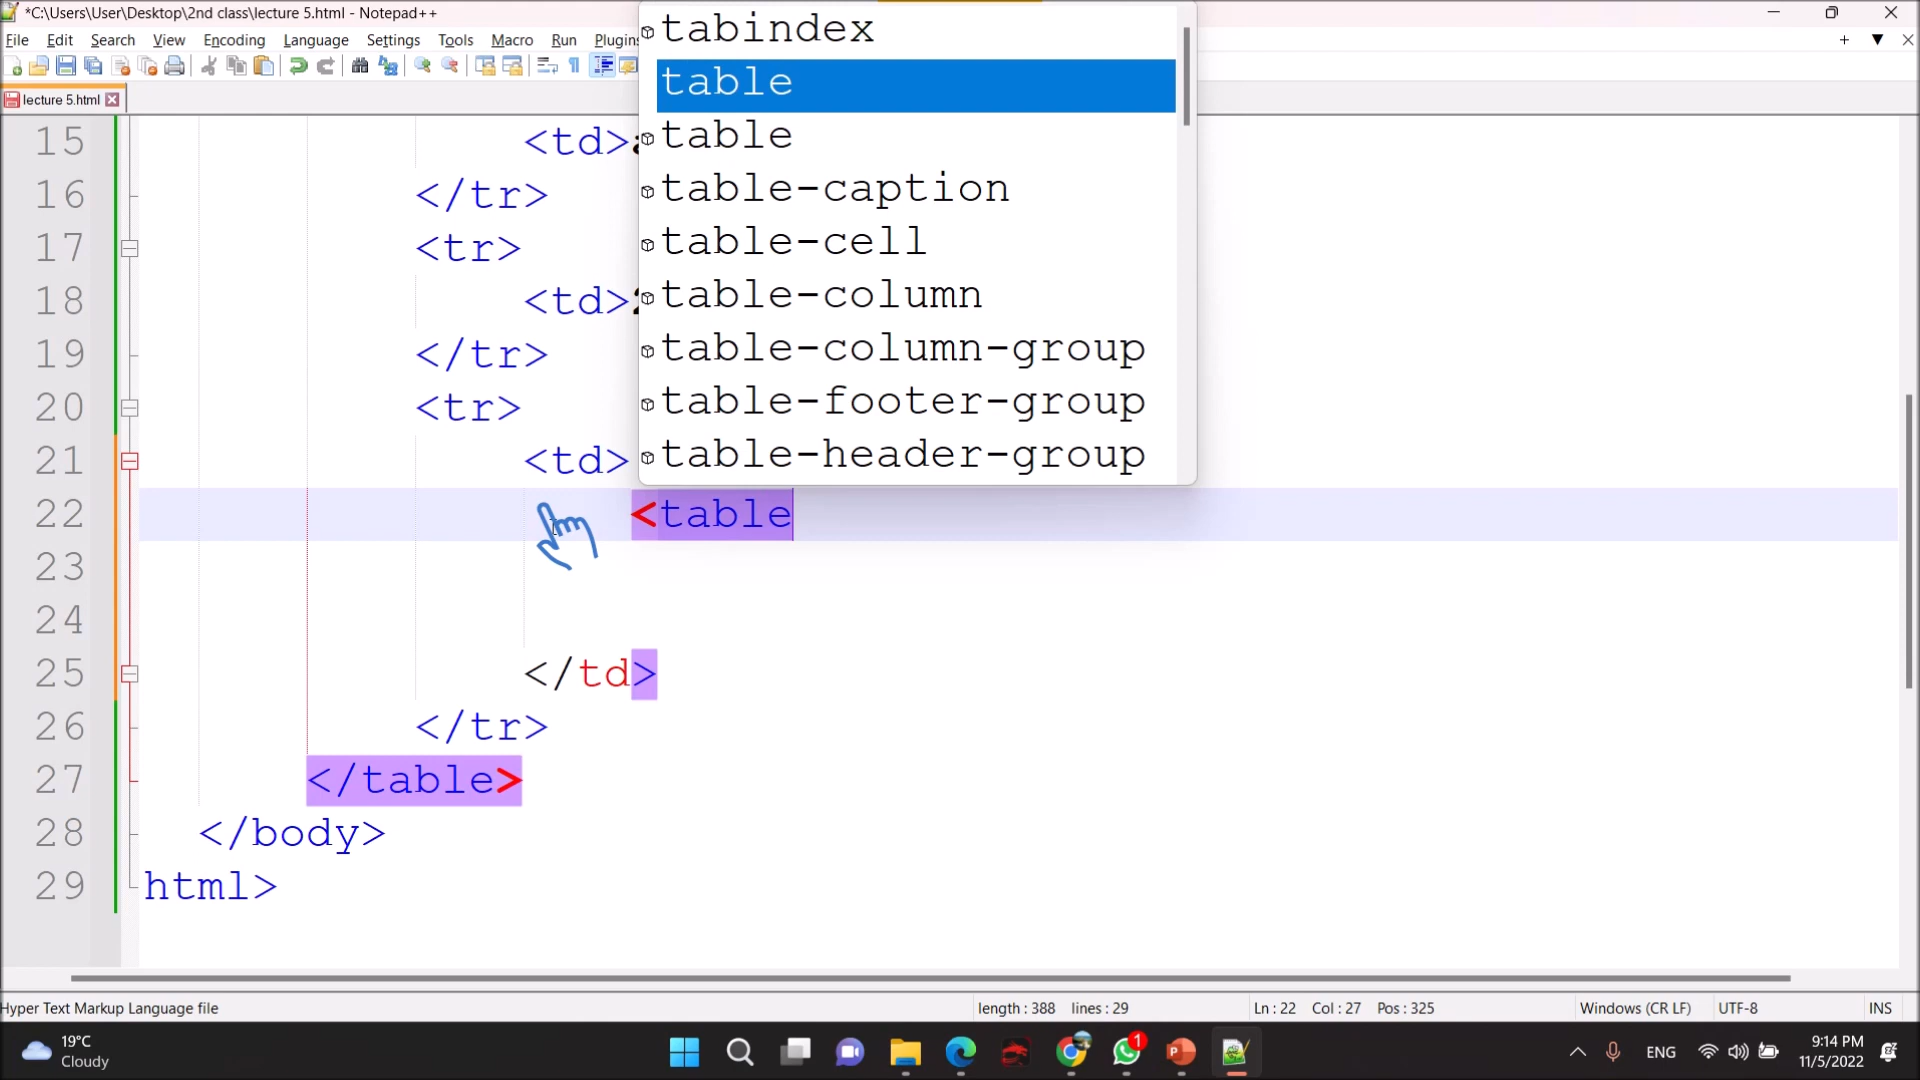 *C:\Users\User\Desktop\2nd class\lecture 5.html - Notepad++
File Edit Search View Encoding Language Settings Tools Macro Run Plugins
lecture 5.html
tabindex
table
table
table-caption
table-cell
table-column
table-column-group
table-footer-group
table-header-group
15 <td>
16 </tr>
17 <tr>
18 <td>
19 </tr>
20 <tr>
21 <td>
22 <table
23
24
25 </td>
26 </tr>
27 </table>
28 </body>
29 html>
Hyper Text Markup Language file length : 388 lines : 29 Ln : 22 Col : 27 Pos : 325 Windows (CR LF) UTF-8 INS
19°C
Cloudy
1
ENG
9:14 PM
11/5/2022